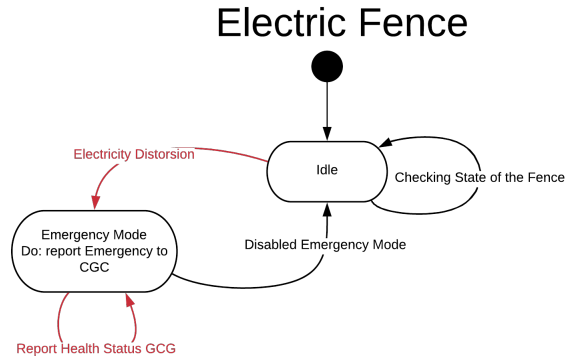 Electric Fence
Electricity Distorsion
Idle
Checking State of the Fence
Emergency Mode
Do: report Emergency to
CGC
Disabled Emergency Mode
Report Health Status GCG